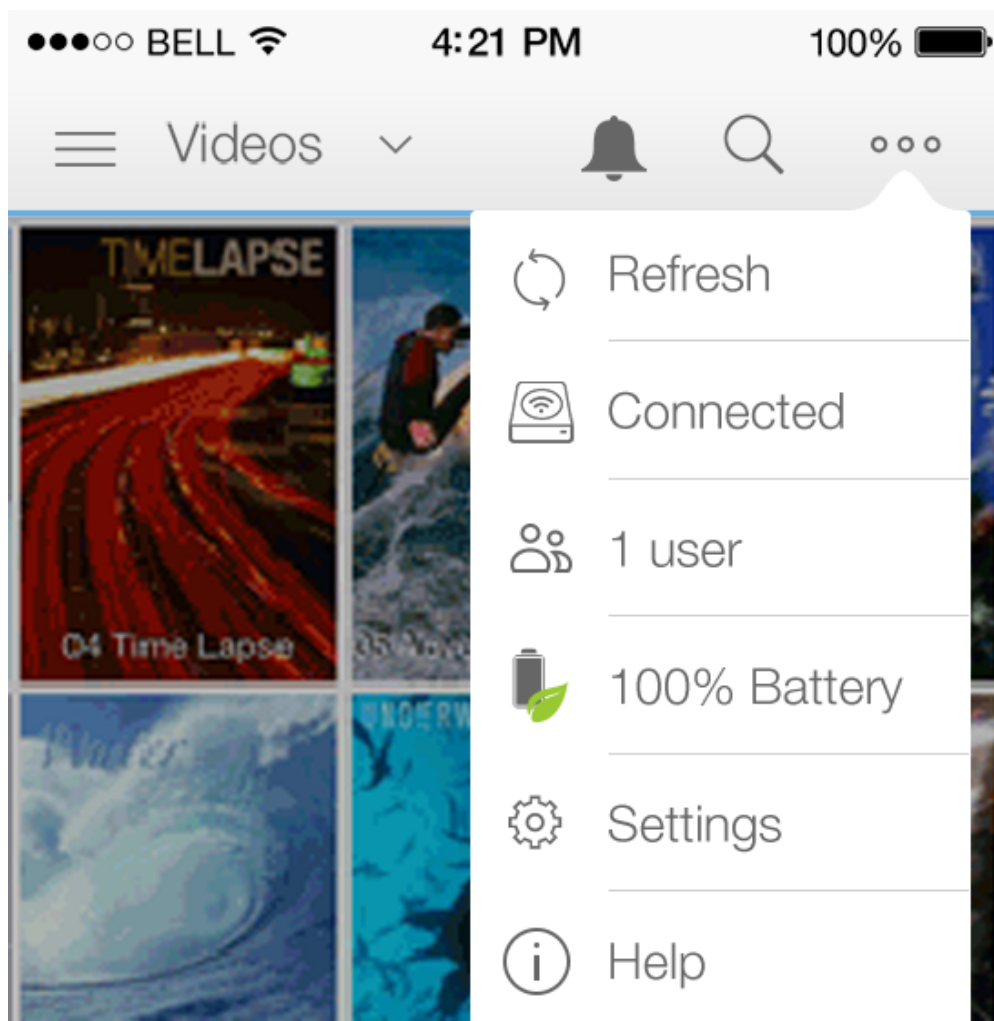 BELL 4:21 PM 100%
Videos
TIMELAPSE
Refresh
Connected
1 user
04 Time Lapse
100% Battery
Settings
Help